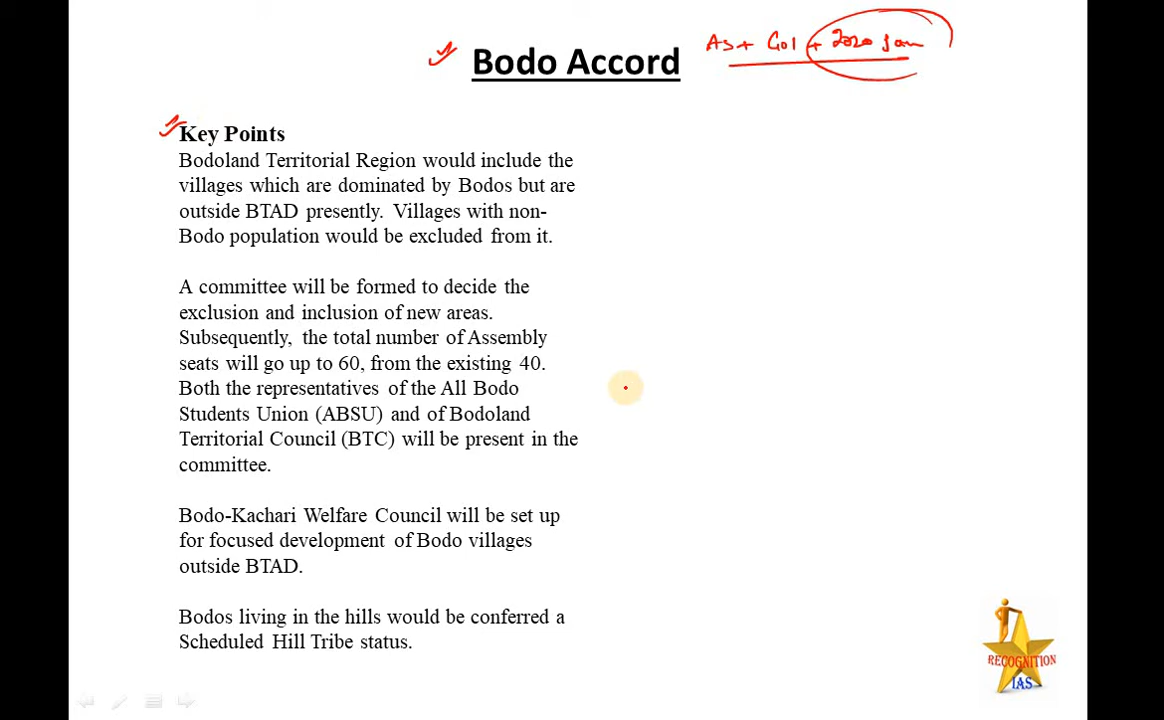 Bodo Accord
As + GoI + 2020 Jan
Key Points
Bodoland Territorial Region would include the
villages which are dominated by Bodos but are
outside BTAD presently. Villages with non-
Bodo population would be excluded from it.
A committee will be formed to decide the
exclusion and inclusion of new areas.
Subsequently, the total number of Assembly
seats will go up to 60, from the existing 40.
Both the representatives of the All Bodo
Students Union (ABSU) and of Bodoland
Territorial Council (BTC) will be present in the
committee.
Bodo-Kachari Welfare Council will be set up
for focused development of Bodo villages
outside BTAD.
Bodos living in the hills would be conferred a
Scheduled Hill Tribe status.
RECOGNITION
IAS